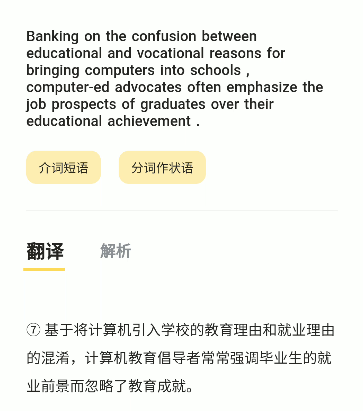 Banking on the confusion between
educational and vocational reasons for
bringing computers into schools ,
computer-ed advocates often emphasize the
job prospects of graduates over their
educational achievement .
介词短语 分词作状语
翻译 解析
⑦ 基于将计算机引入学校的教育理由和就业理由
的混淆，计算机教育倡导者常常强调毕业生的就
业前景而忽略了教育成就。